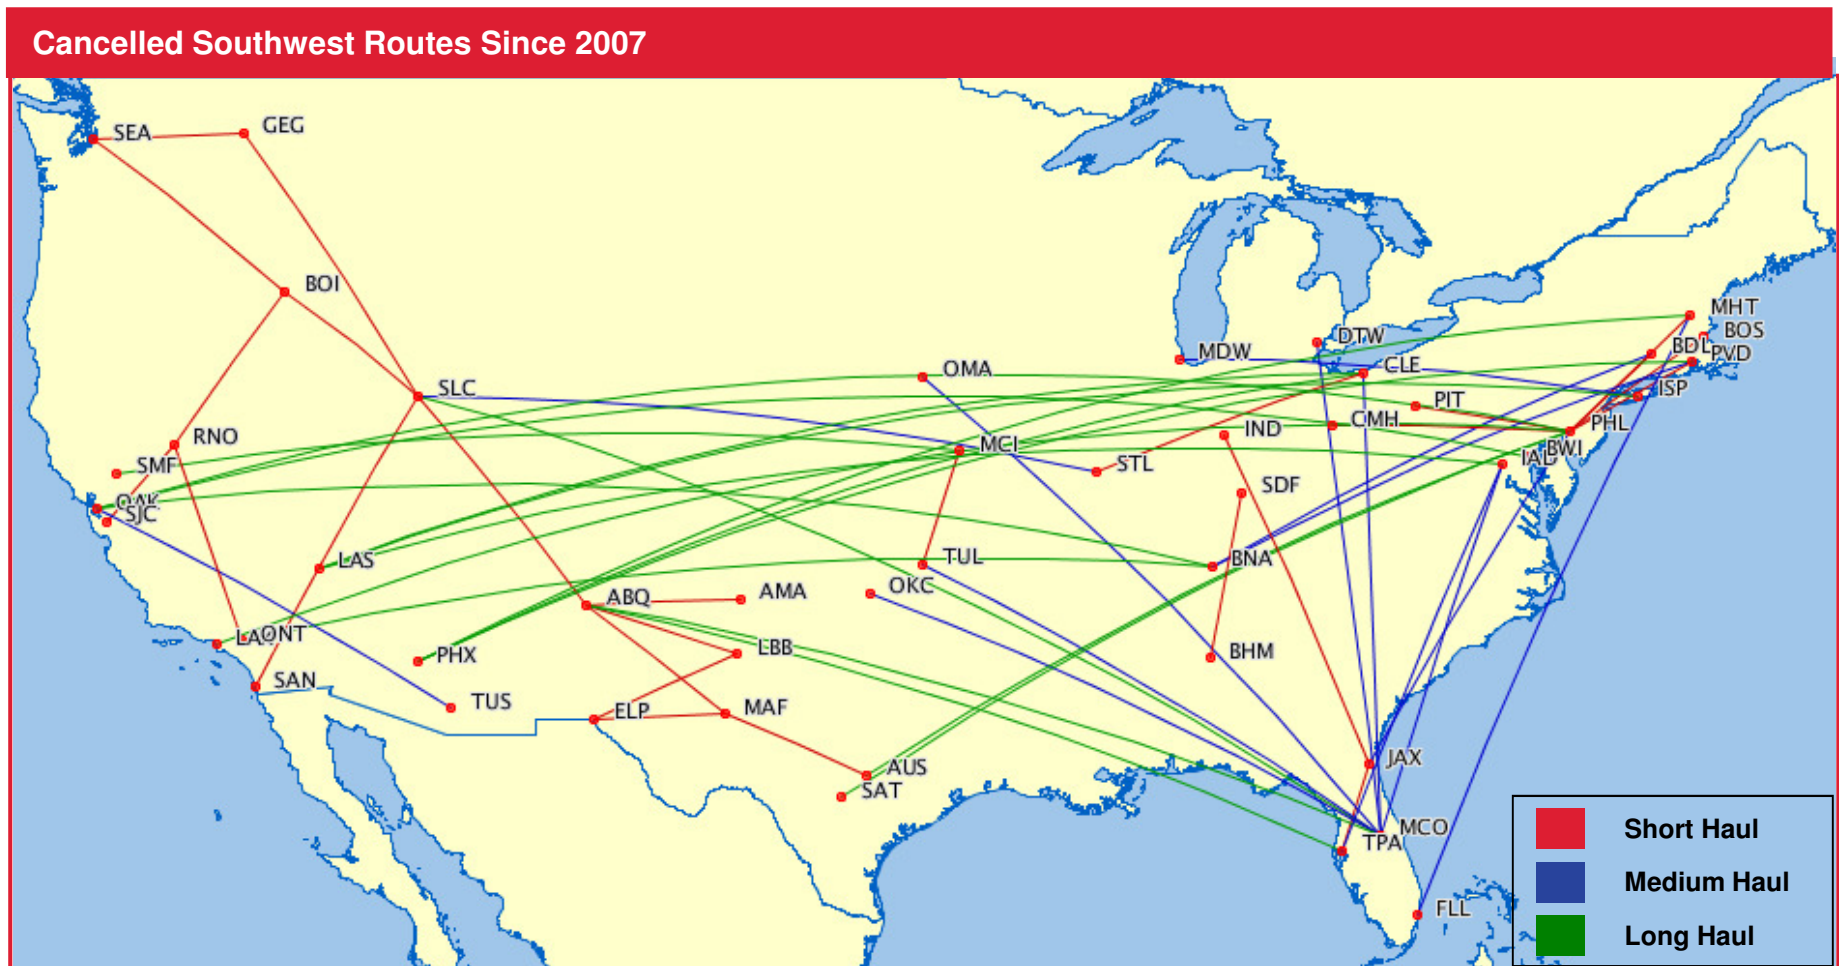 Cancelled Southwest Routes Since 2007
SEA
GEG
BOI
MHT
BOS
DTW
BDL
PVD
MDW
CLE
OMA
SLC
ISP
PIT
PHL
CMH
IND
RNO
MCI
BWI
IAD
STL
SMF
SDF
OAK
SJC
LAS
TUL
BNA
OKC
AMA
ABQ
LAX
ONT
LBB
BHM
PHX
SAN
TUS
MAF
ELP
JAX
AUS
SAT
MCO
TPA
FLL
Short Haul
Medium Haul
Long Haul